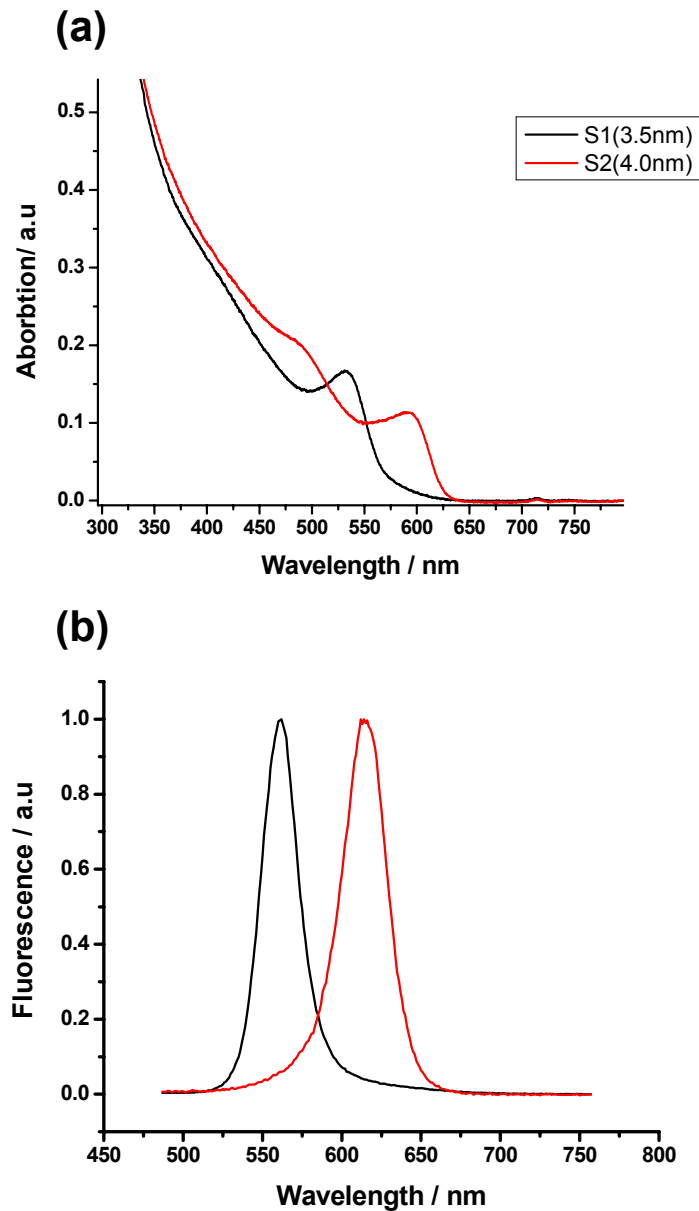 (a)
S1(3.5nm)
S2(4.0nm)
Aborbtion/ a.u
0.5
0.4
0.3
0.2
0.1
0.0
300 350 400 450 500 550 600 650 700 750
Wavelength / nm
(b)
Fluorescence / a.u
1.0
0.8
0.6
0.4
0.2
0.0
450 500 550 600 650 700 750 800
Wavelength / nm